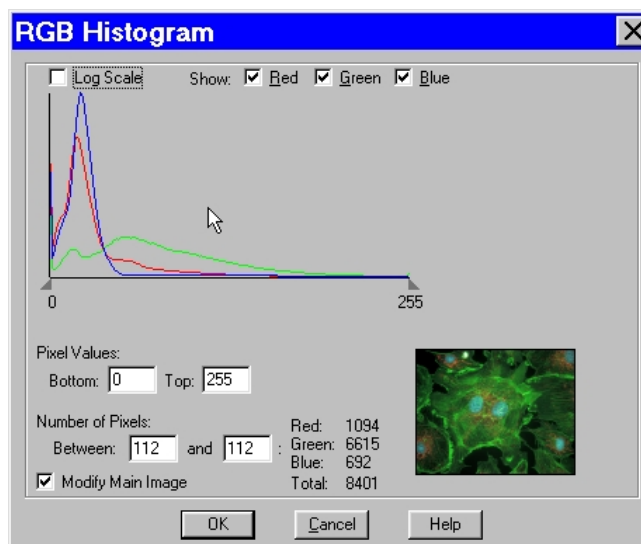 RGB Histogram
Log Scale Show: Red Green Blue
0 255
Pixel Values:
Bottom: 0 Top: 255
Number of Pixels:
Between: 112 and 112 :
Red: 1094
Green: 6615
Blue: 692
Total: 8401
Modify Main Image
OK Cancel Help